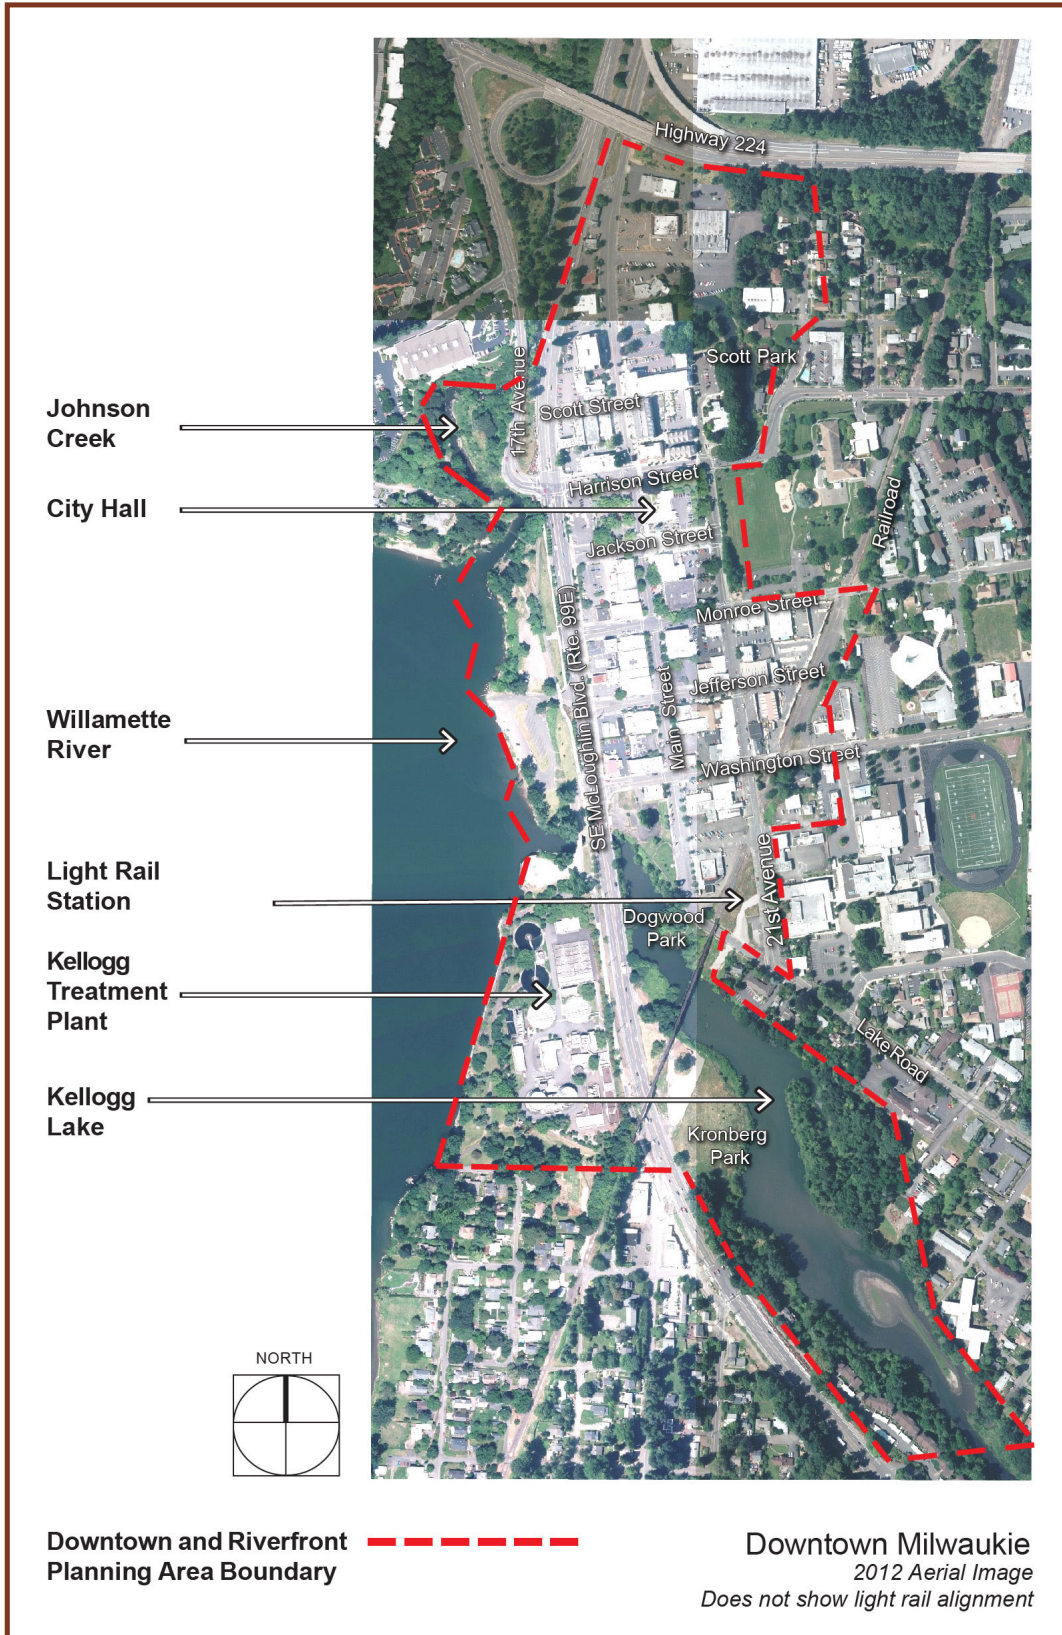 Highway 224
Scott Park
17th Avenue
Scott Street
Johnson
Creek
Harrison Street
City Hall
Railroad
Jackson Street
Monroe Street
SE McLoughlin Blvd. (Rte. 99E)
Main Street
Jefferson Street
Willamette
River
Washington Street
Light Rail
Station
21st Avenue
Dogwood
Park
Kellogg
Treatment
Plant
Lake Road
Kellogg
Lake
Kronberg
Park
NORTH
Downtown and Riverfront
Planning Area Boundary
Downtown Milwaukie
2012 Aerial Image
Does not show light rail alignment